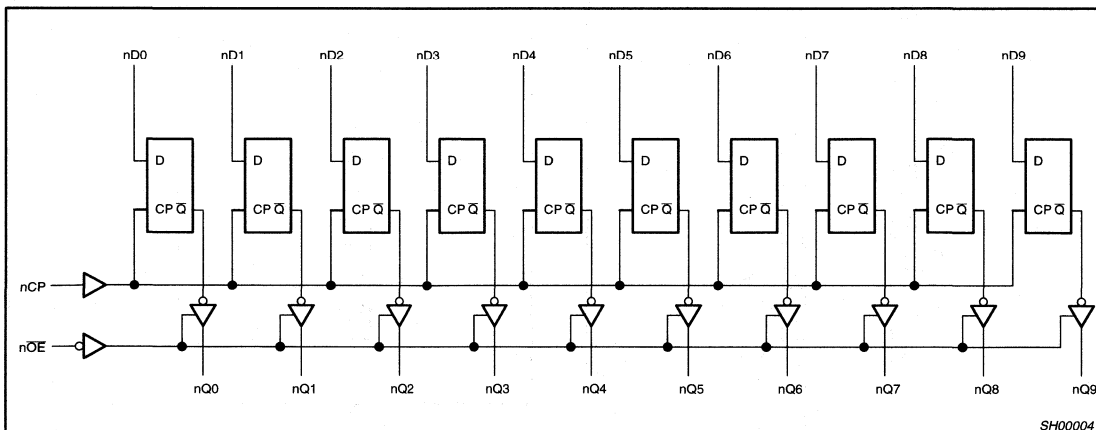 nD0 nD1 nD2 nD3 nD4 nD5 nD6 nD7 nD8 nD9
D D D D D D D D D D
CP Q̅ CP Q̅ CP Q̅ CP Q̅ CP Q̅ CP Q̅ CP Q̅ CP Q̅ CP Q̅ CP Q̅
nCP
nO̅E̅
nQ0 nQ1 nQ2 nQ3 nQ4 nQ5 nQ6 nQ7 nQ8 nQ9
SH00004